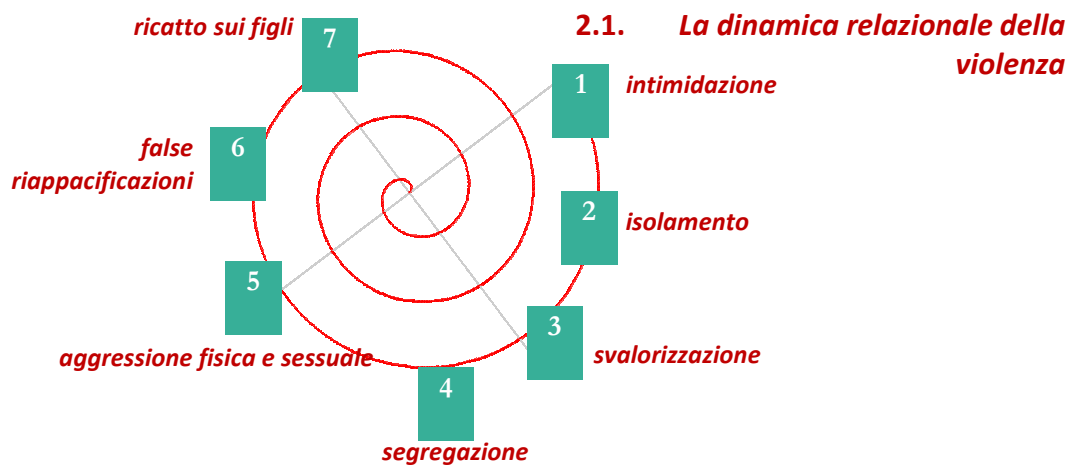 2.1. La dinamica relazionale della
violenza
1
intimidazione
2
isolamento
3
svalorizzazione
4
segregazione
5
aggressione fisica e sessuale
6
false
riappacificazioni
7
ricatto sui figli